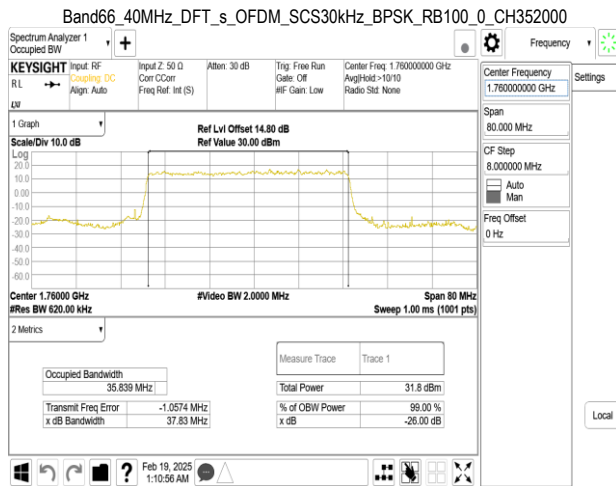 Band66_40MHz_DFT_s_OFDM_SCS30kHz_BPSK_RB100_0_CH352000
Spectrum Analyzer 1
Occupied BW
Frequency
KEYSIGHT
RL
Input: RF
Coupling: DC
Align: Auto
Input Z: 50 Ω
Corr CCorr
Freq Ref: Int (S)
Atten: 30 dB
Trig: Free Run
Gate: Off
#IF Gain: Low
Center Freq: 1.760000000 GHz
Avg|Hold:>10/10
Radio Std: None
Center Frequency
1.760000000 GHz
Settings
Span
80.000 MHz
CF Step
8.000000 MHz
Auto
Man
Freq Offset
0 Hz
1 Graph
Scale/Div 10.0 dB
Ref Lvl Offset 14.80 dB
Ref Value 30.00 dBm
Log
20.0
10.0
0.00
-10.0
-20.0
-30.0
-40.0
-50.0
-60.0
Center 1.76000 GHz
#Res BW 620.00 kHz
#Video BW 2.0000 MHz
Span 80 MHz
Sweep 1.00 ms (1001 pts)
2 Metrics
Measure Trace
Trace 1
Occupied Bandwidth
35.839 MHz
Total Power
31.8 dBm
Transmit Freq Error
-1.0574 MHz
% of OBW Power
99.00 %
x dB Bandwidth
37.83 MHz
x dB
-26.00 dB
Local
Feb 19, 2025
1:10:56 AM